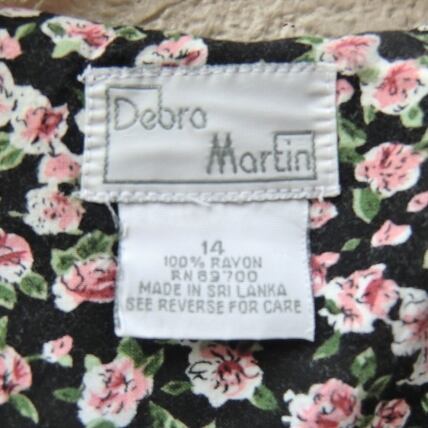 Debra
Martin
14
100% RAYON
RN 69700
MADE IN SRI LANKA
SEE REVERSE FOR CARE